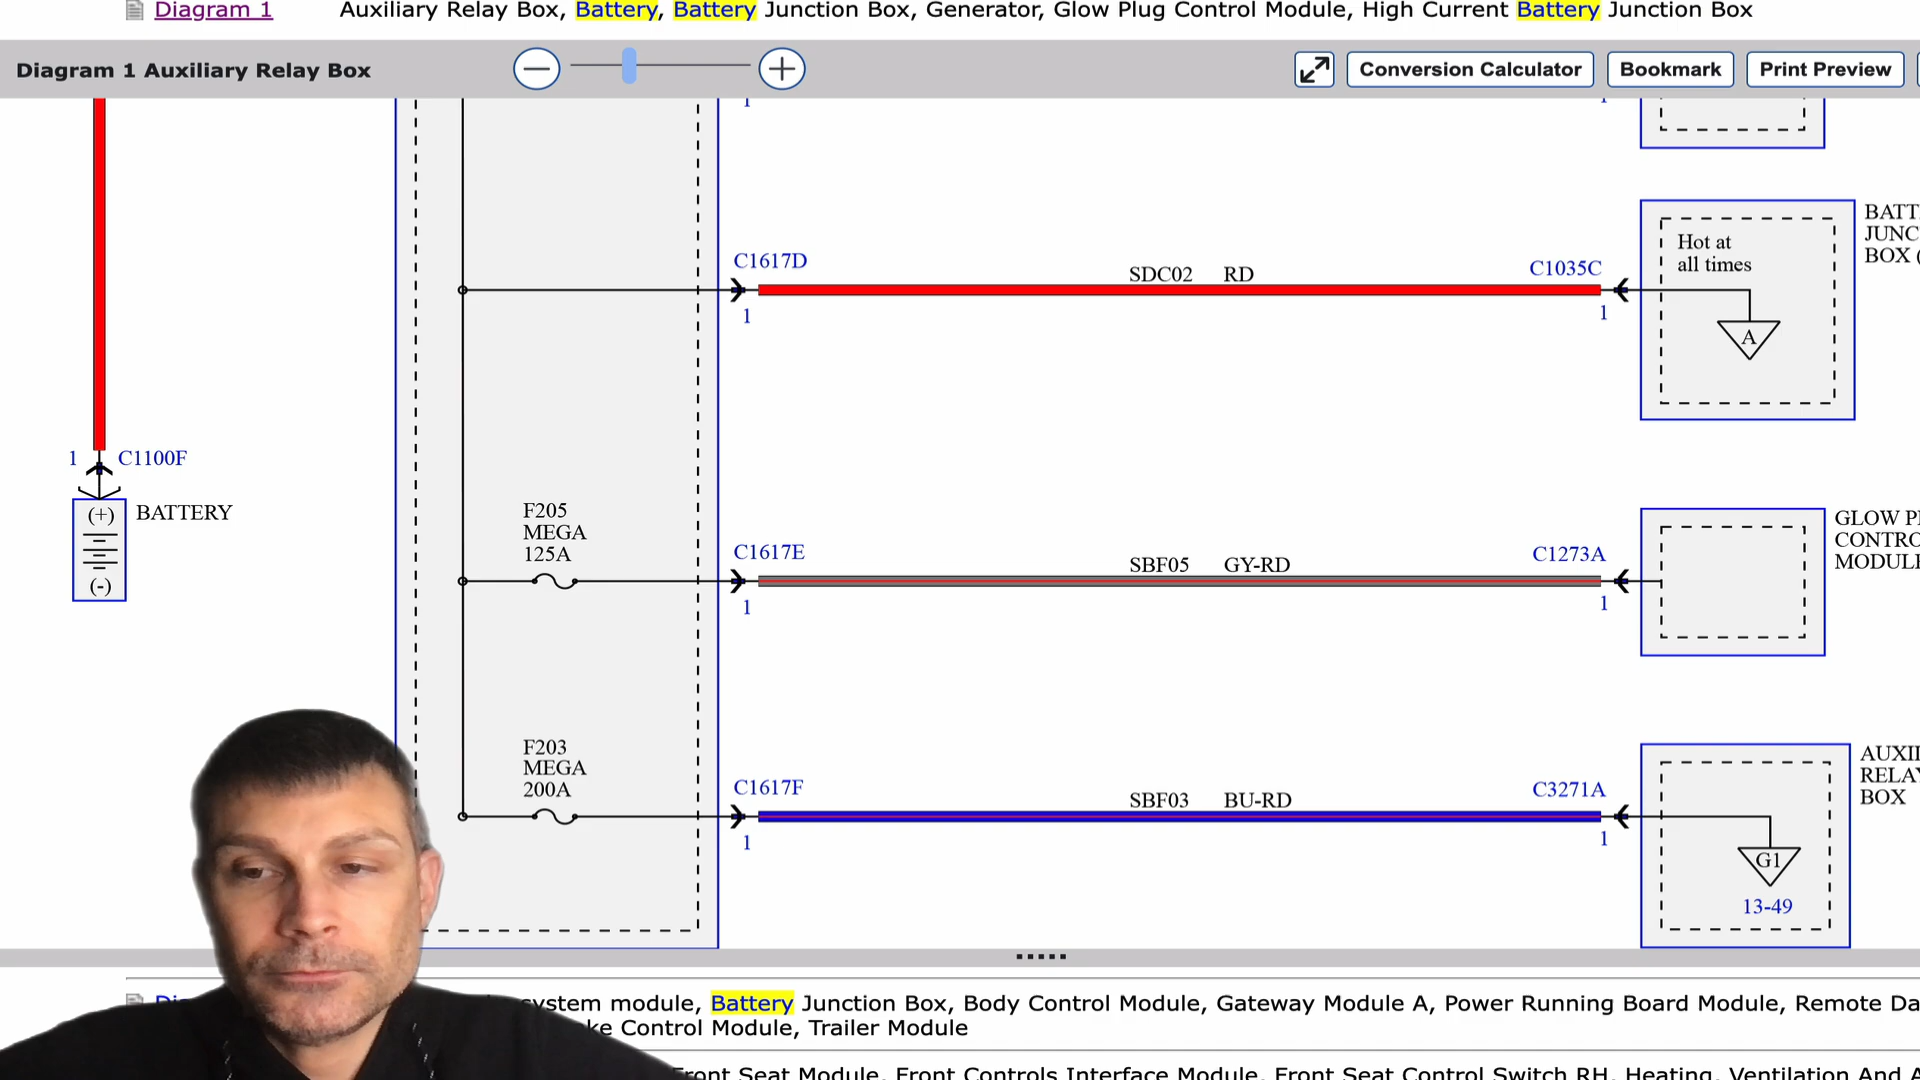 Diagram 1 Auxiliary Relay Box, Battery, Battery Junction Box, Generator, Glow Plug Control Module, High Current Battery Junction Box
Diagram 1 Auxiliary Relay Box
Conversion Calculator Bookmark Print Preview
1 1
C1617D SDC02 RD C1035C
1 1
Hot at
all times
A
BATT
JUNC
BOX (
1 C1100F
(+) BATTERY
(-)
F205
MEGA
125A
C1617E SBF05 GY-RD C1273A
1 1
GLOW P
CONTRO
MODUL
F203
MEGA
200A
C1617F SBF03 BU-RD C3271A
1 1
G1
13-49
AUXI
RELA
BOX
system module, Battery Junction Box, Body Control Module, Gateway Module A, Power Running Board Module, Remote Da
ke Control Module, Trailer Module
Front Seat Module, Front Controls Interface Module, Front Seat Control Switch RH, Heating, Ventilation And A